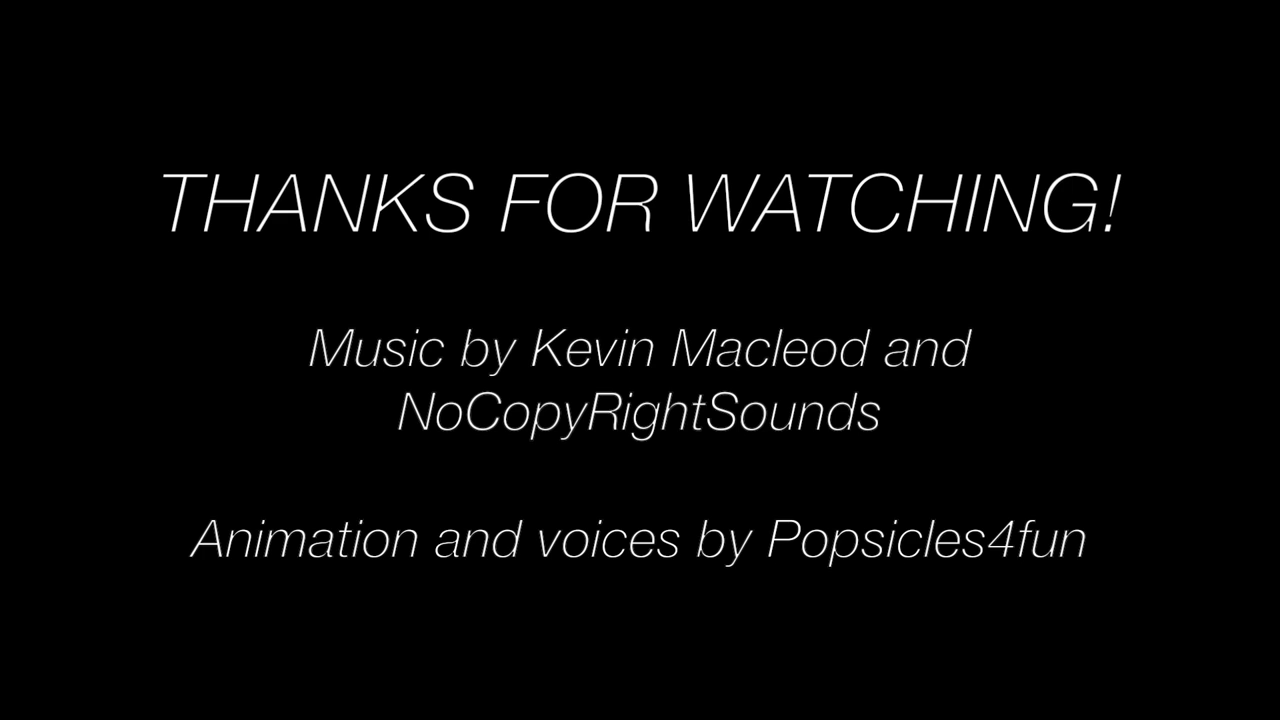 THANKS FOR WATCHING!
Music by Kevin Macleod and
NoCopyRightSounds
Animation and voices by Popsicles4fun